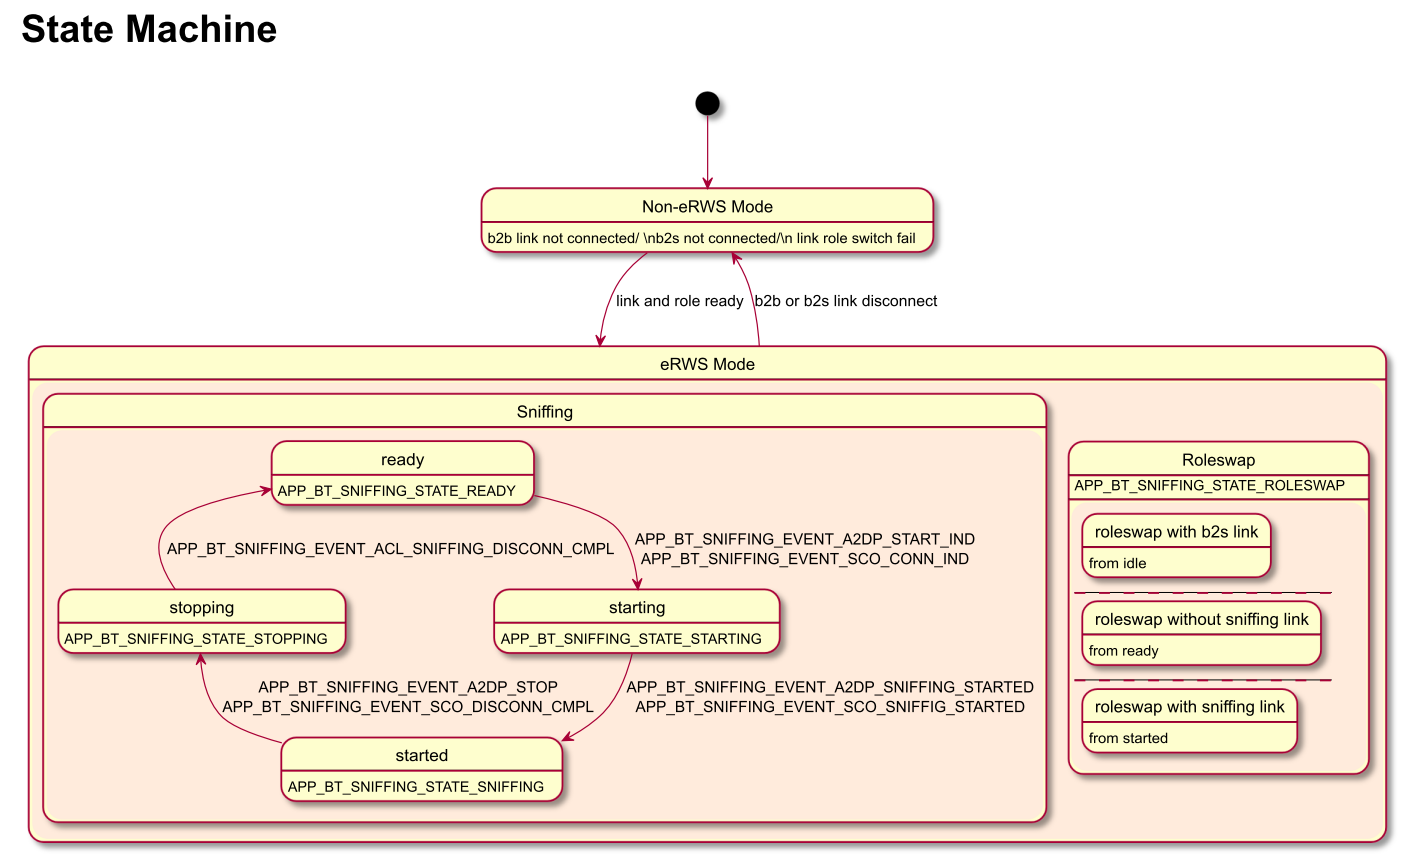 State Machine
Non-eRWS Mode
b2b link not connected/ \nb2s not connected/\n link role switch fail
link and role ready
b2b or b2s link disconnect
eRWS Mode
Sniffing
ready
APP_BT_SNIFFING_STATE_READY
APP_BT_SNIFFING_EVENT_ACL_SNIFFING_DISCONN_CMPL
APP_BT_SNIFFING_EVENT_A2DP_START_IND
APP_BT_SNIFFING_EVENT_SCO_CONN_IND
stopping
APP_BT_SNIFFING_STATE_STOPPING
starting
APP_BT_SNIFFING_STATE_STARTING
APP_BT_SNIFFING_EVENT_A2DP_STOP
APP_BT_SNIFFING_EVENT_SCO_DISCONN_CMPL
APP_BT_SNIFFING_EVENT_A2DP_SNIFFING_STARTED
APP_BT_SNIFFING_EVENT_SCO_SNIFFIG_STARTED
started
APP_BT_SNIFFING_STATE_SNIFFING
Roleswap
APP_BT_SNIFFING_STATE_ROLESWAP
roleswap with b2s link
from idle
roleswap without sniffing link
from ready
roleswap with sniffing link
from started